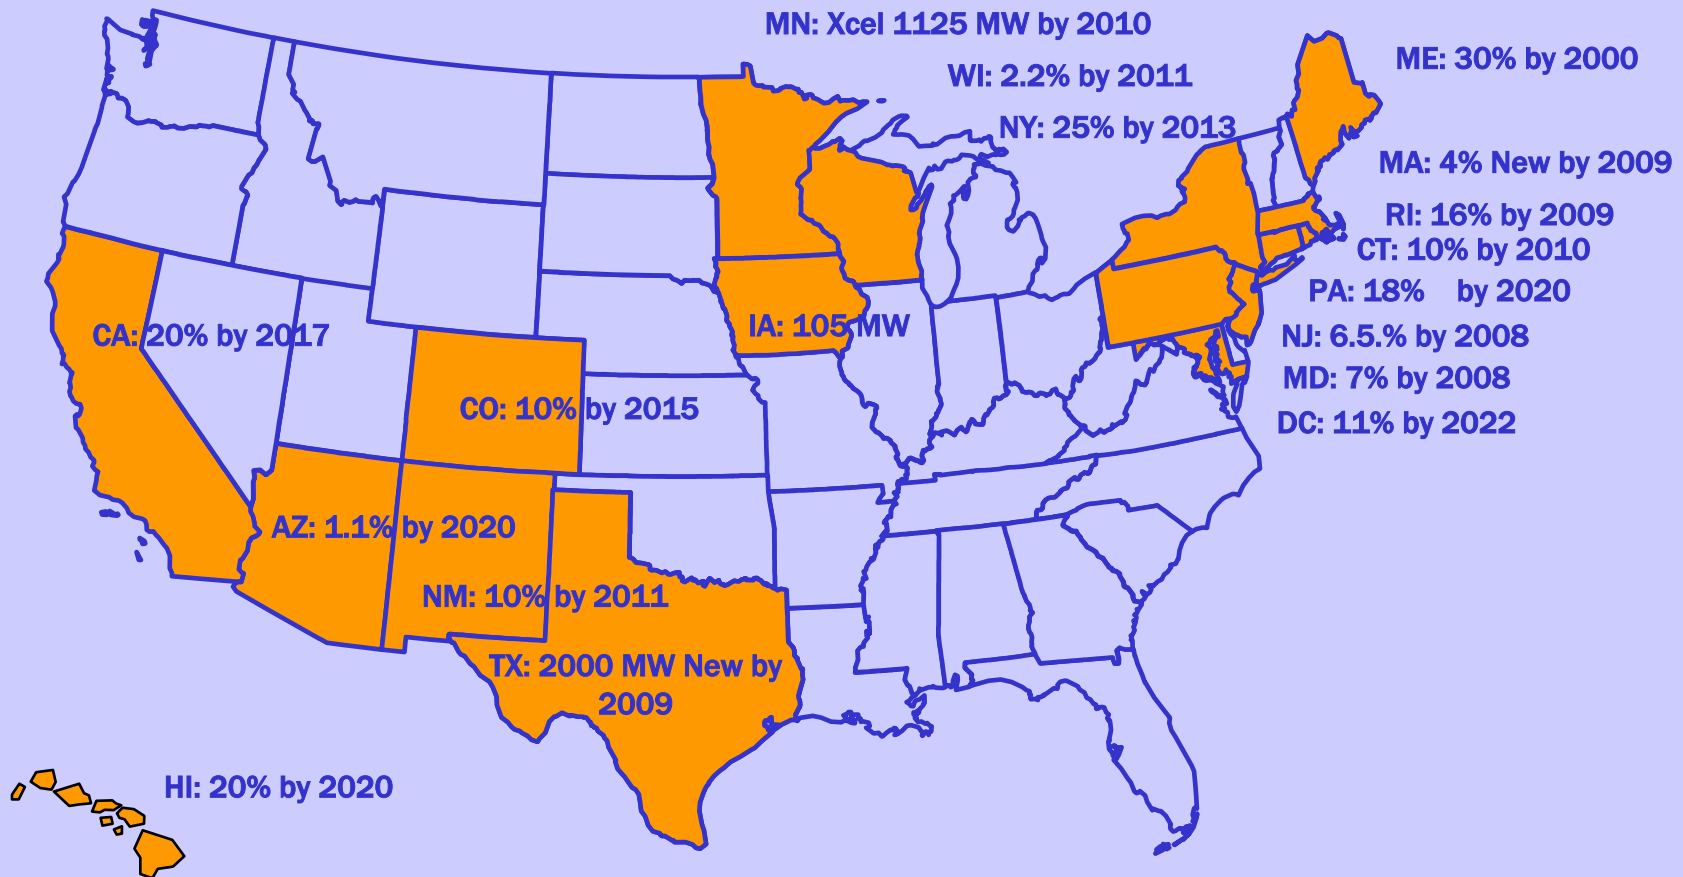 MN: Xcel 1125 MW by 2010
ME: 30% by 2000
WI: 2.2% by 2011
NY: 25% by 2013
MA: 4% New by 2009
RI: 16% by 2009
CT: 10% by 2010
PA: 18% by 2020
CA: 20% by 2017
IA: 105 MW
NJ: 6.5.% by 2008
MD: 7% by 2008
CO: 10% by 2015
DC: 11% by 2022
AZ: 1.1% by 2020
NM: 10% by 2011
TX: 2000 MW New by
2009
HI: 20% by 2020